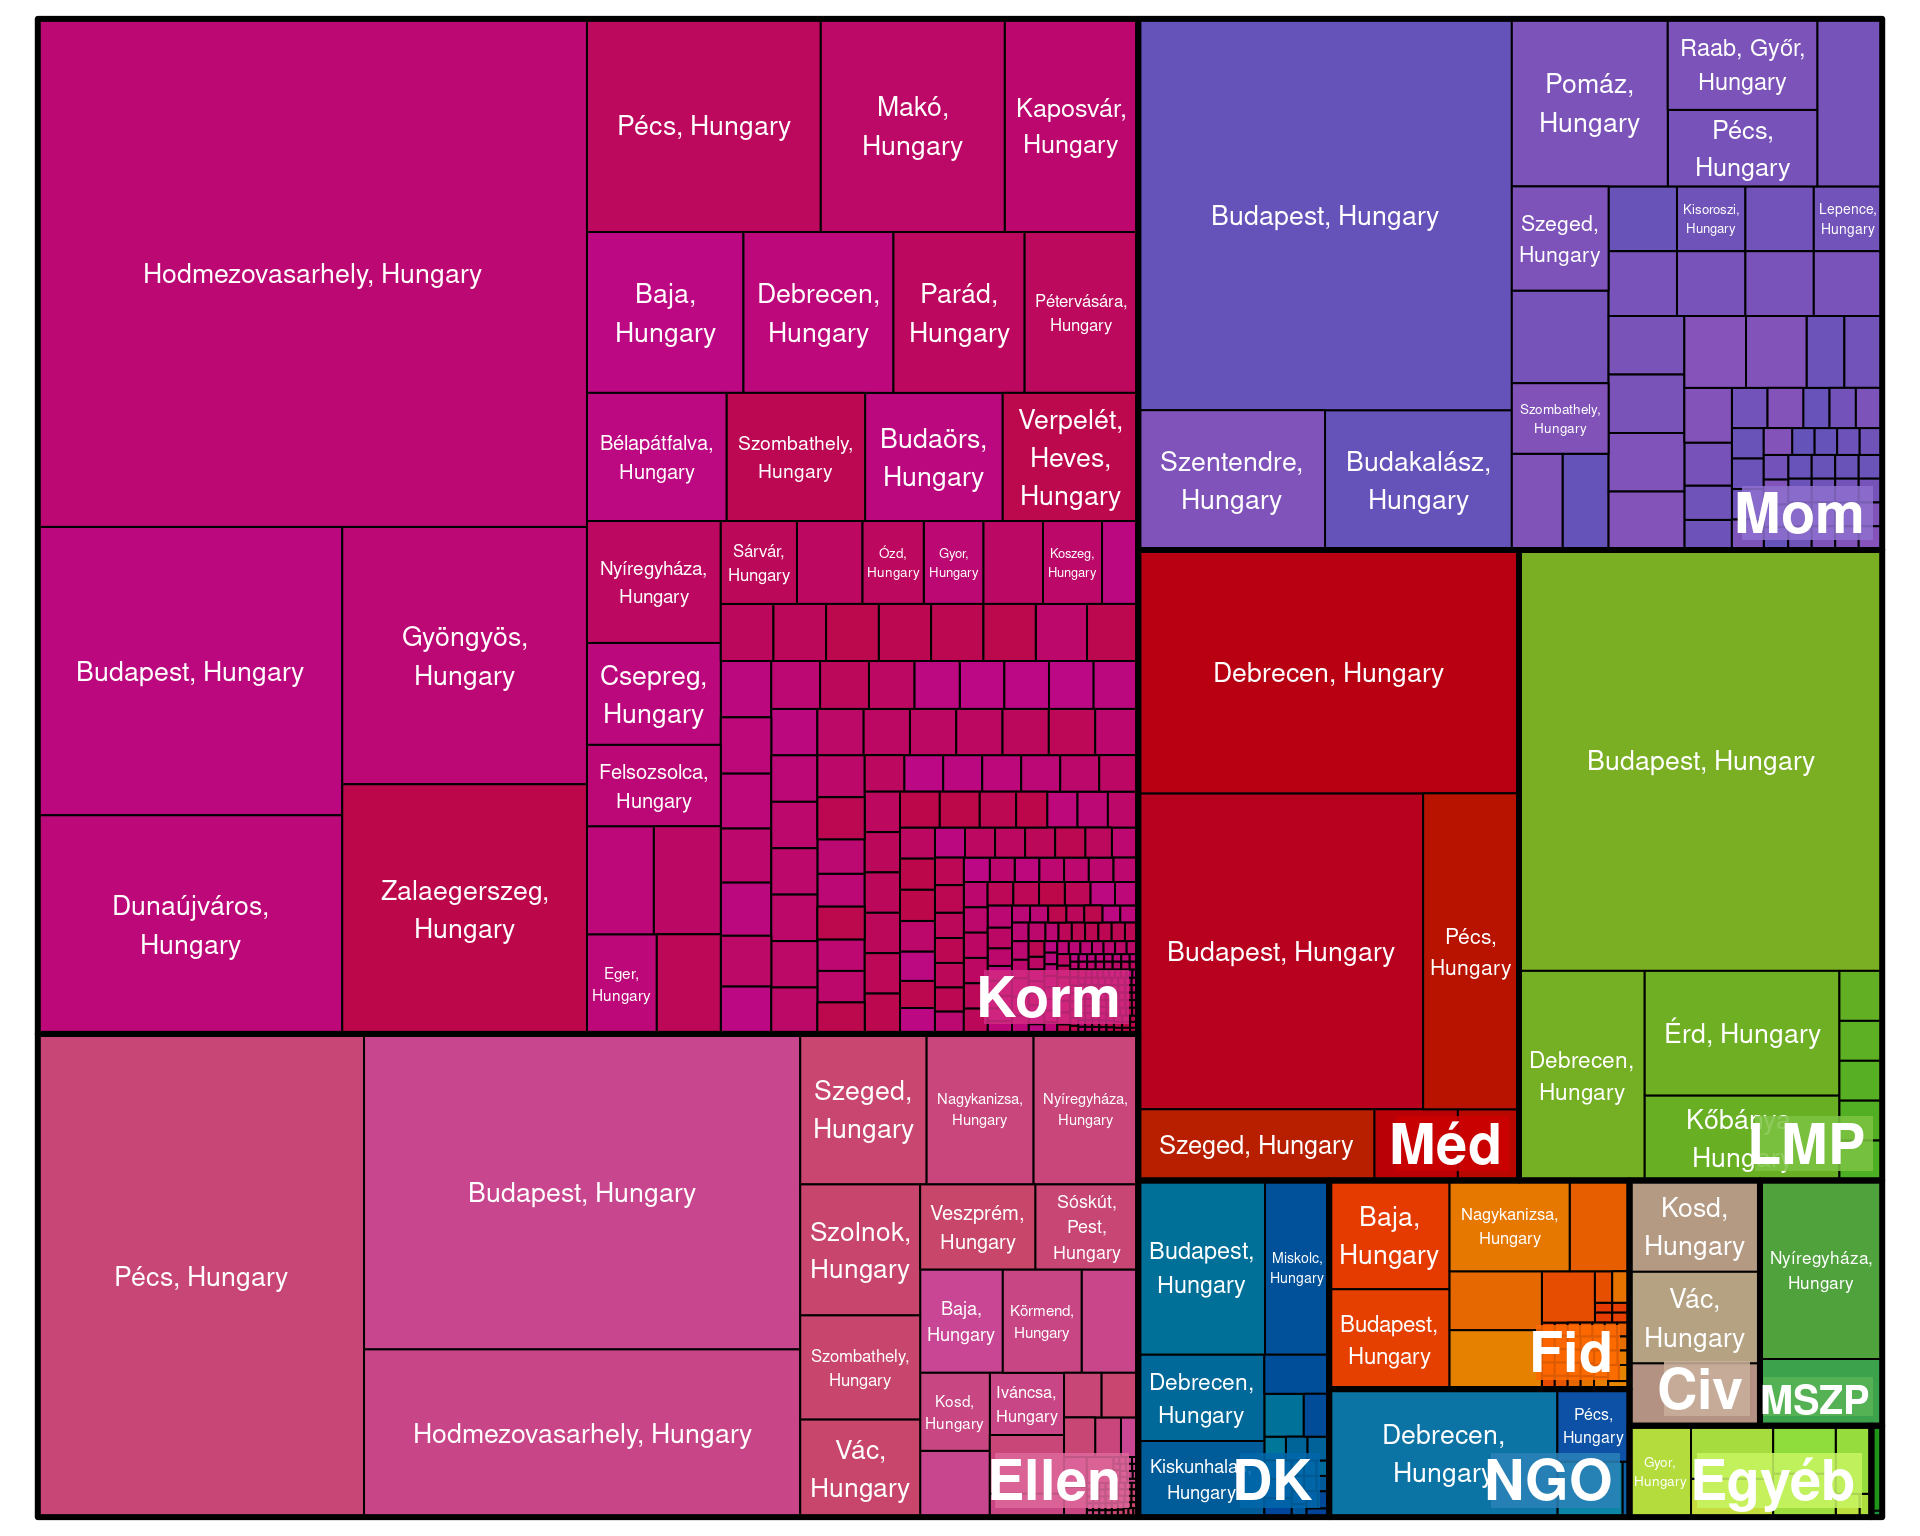 Hodmezovasarhely, Hungary
Pécs, Hungary
Makó,
Hungary
Kaposvár,
Hungary
Baja,
Hungary
Debrecen,
Hungary
Parád,
Hungary
Pétervására,
Hungary
Bélapátfalva,
Hungary
Szombathely,
Hungary
Budaörs,
Hungary
Verpelét,
Heves,
Hungary
Budapest, Hungary
Gyöngyös,
Hungary
Dunaújváros,
Hungary
Zalaegerszeg,
Hungary
Nyíregyháza,
Hungary
Sárvár,
Hungary
Ózd,
Hungary
Gyor,
Hungary
Koszeg,
Hungary
Csepreg,
Hungary
Felsozsolca,
Hungary
Eger,
Hungary
Korm
Budapest, Hungary
Pomáz,
Hungary
Raab, Győr,
Hungary
Pécs,
Hungary
Szeged,
Hungary
Kisoroszi,
Hungary
Lepence,
Hungary
Szombathely,
Hungary
Szentendre,
Hungary
Budakalász,
Hungary
Mom
Debrecen, Hungary
Budapest, Hungary
Pécs,
Hungary
Szeged, Hungary
Méd
Budapest, Hungary
Debrecen,
Hungary
Érd, Hungary
Kőbánya
Hungary
LMP
Pécs, Hungary
Budapest, Hungary
Hodmezovasarhely, Hungary
Szeged,
Hungary
Nagykanizsa,
Hungary
Nyíregyháza,
Hungary
Szolnok,
Hungary
Veszprém,
Hungary
Sóskút,
Pest,
Hungary
Szombathely,
Hungary
Baja,
Hungary
Körmend,
Hungary
Vác,
Hungary
Kosd,
Hungary
Iváncsa,
Hungary
Ellen
Budapest,
Hungary
Miskolc,
Hungary
Debrecen,
Hungary
Hungary
DK
Baja,
Hungary
Nagykanizsa,
Hungary
Budapest,
Hungary
Fid
Debrecen,
Hungary
Pécs,
Hungary
NGO
Kosd,
Hungary
Vác,
Hungary
Civ
Nyíregyháza,
Hungary
MSZP
Gyor,
Hungary
Egyéb